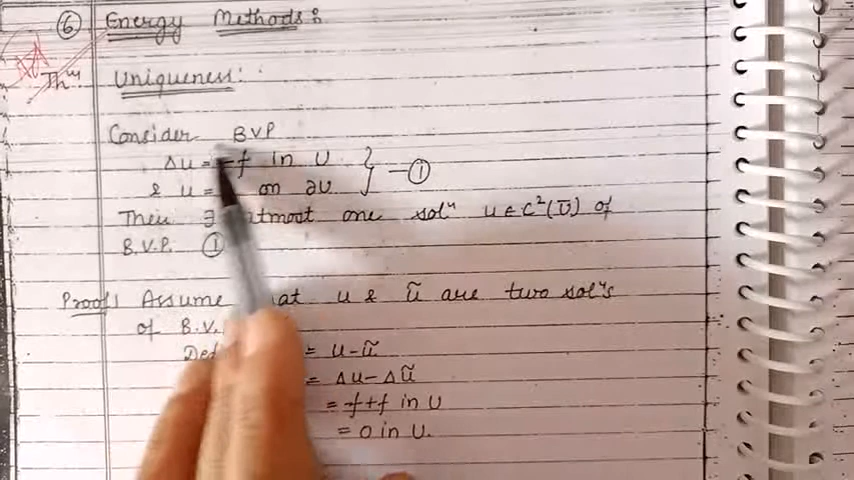 ⑥ Energy Methods:
Thm Uniqueness:
Consider BVP
Δu = -f in U } —①
& u = on ∂U
Then ∃ atmost one solⁿ u ∈ C²(Ū) of
B.V.P. ①
Proof: Assume at u & ũ are two solⁿs
of B.V.
Def = u-ũ
= Δu-Δũ
= -f+f in U
= 0 in U.